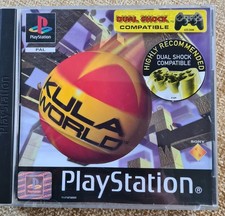 PlayStation
PAL
DUAL SHOCK
COMPATIBLE
HIGHLY RECOMMENDED
DUAL SHOCK
COMPATIBLE
KULA
WORLD
PlayStation